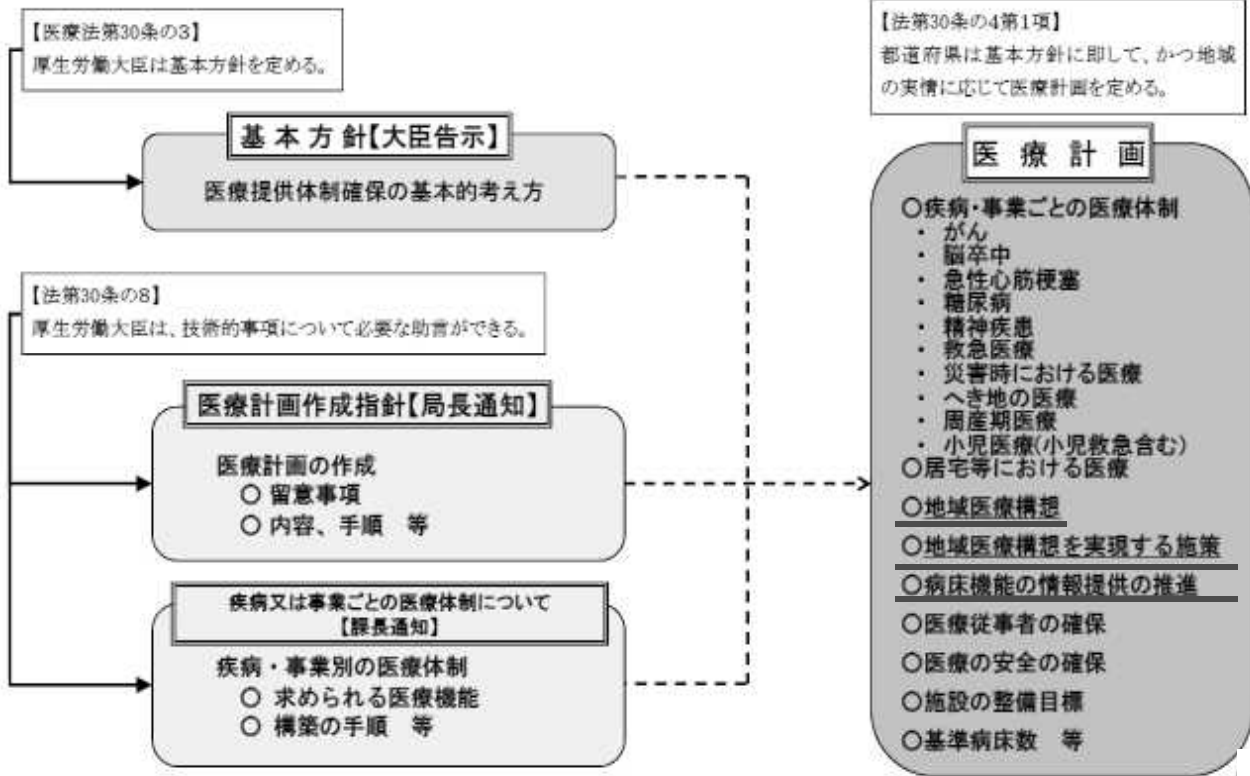 【医療法第30条の3】
厚生労働大臣は基本方針を定める。
基 本 方 針【大臣告示】
医療提供体制確保の基本的考え方
【法第30条の8】
厚生労働大臣は、技術的事項について必要な助言ができる。
医療計画作成指針【局長通知】
医療計画の作成
○ 留意事項
○ 内容、手順　等
疾病又は事業ごとの医療体制について
【課長通知】
疾病・事業別の医療体制
○ 求められる医療機能
○ 構築の手順　等
【法第30条の4第1項】
都道府県は基本方針に即して、かつ地域
の実情に応じて医療計画を定める。
医 療 計 画
○疾病・事業ごとの医療体制
・ がん
・ 脳卒中
・ 急性心筋梗塞
・ 糖尿病
・ 精神疾患
・ 救急医療
・ 災害時における医療
・ へき地の医療
・ 周産期医療
・ 小児医療(小児救急含む)
○居宅等における医療
○地域医療構想
○地域医療構想を実現する施策
○病床機能の情報提供の推進
○医療従事者の確保
○医療の安全の確保
○施設の整備目標
○基準病床数　等